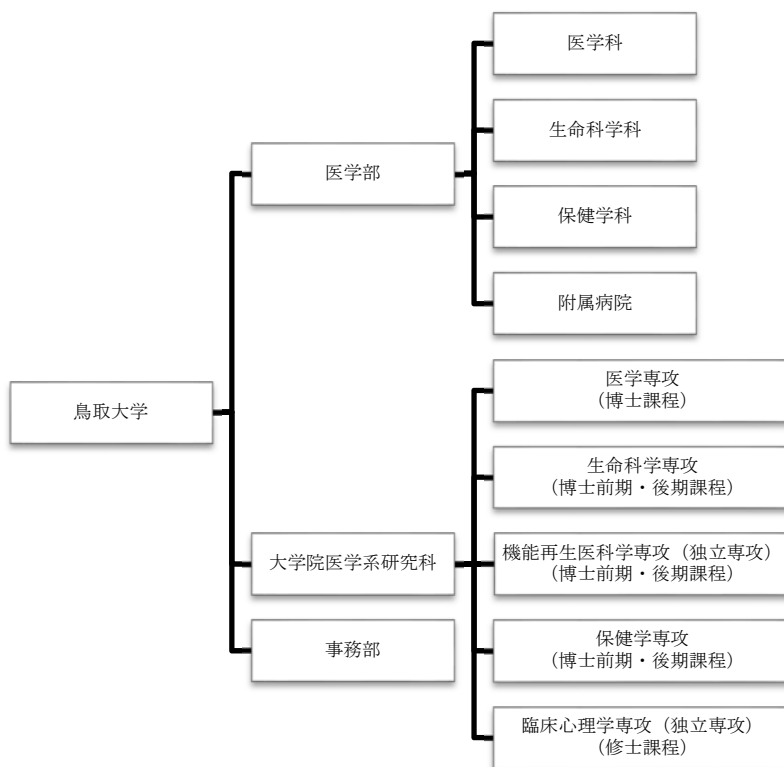 鳥取大学
医学部
医学科
生命科学科
保健学科
附属病院
大学院医学系研究科
医学専攻
(博士課程)
生命科学専攻
(博士前期・後期課程)
機能再生医科学専攻(独立専攻)
(博士前期・後期課程)
保健学専攻
(博士前期・後期課程)
臨床心理学専攻(独立専攻)
(修士課程)
事務部